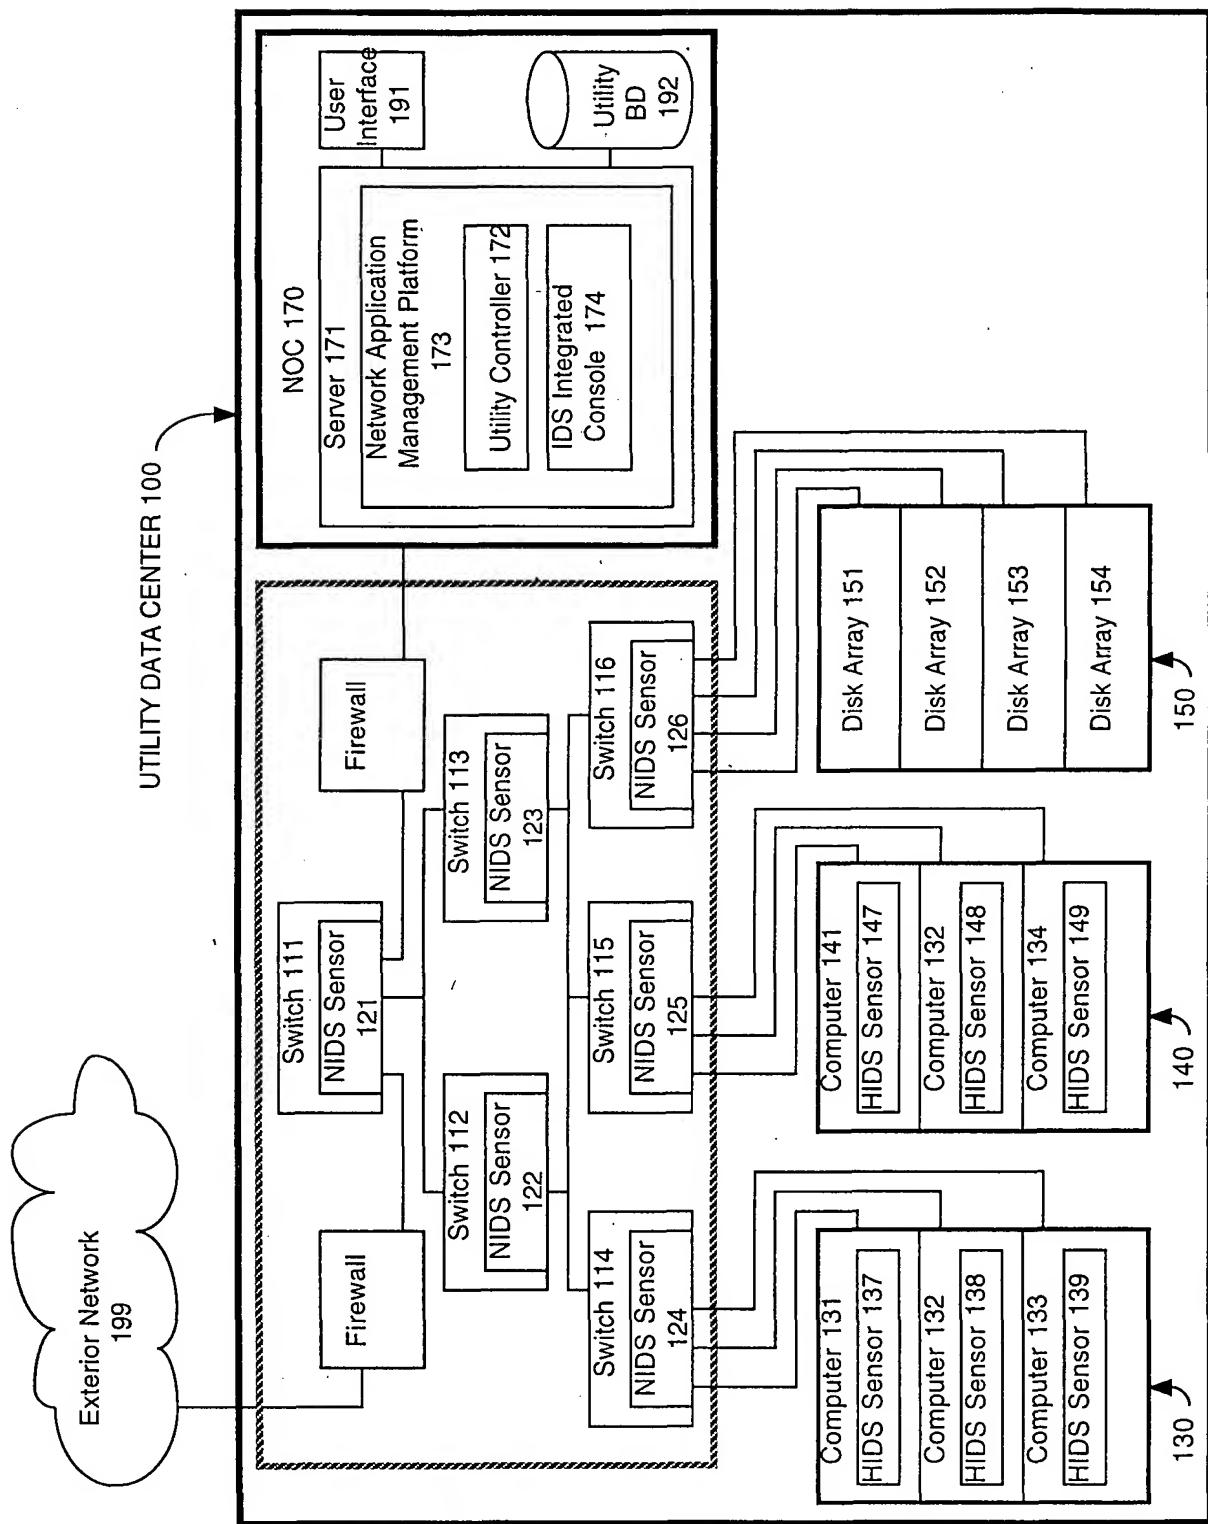 UTILITY DATA CENTER 100
Exterior Network
199
Firewall
Switch 111
NIDS Sensor
121
Firewall
Switch 112
NIDS Sensor
122
Switch 113
NIDS Sensor
123
Switch 114
NIDS Sensor
124
Switch 115
NIDS Sensor
125
Switch 116
NIDS Sensor
126
NOC 170
Server 171
Network Application
Management Platform
173
Utility Controller 172
IDS Integrated
Console 174
User
Interface
191
Utility
BD
192
Computer 131
HIDS Sensor 137
Computer 132
HIDS Sensor 138
Computer 133
HIDS Sensor 139
130
Computer 141
HIDS Sensor 147
Computer 132
HIDS Sensor 148
Computer 134
HIDS Sensor 149
140
Disk Array 151
Disk Array 152
Disk Array 153
Disk Array 154
150